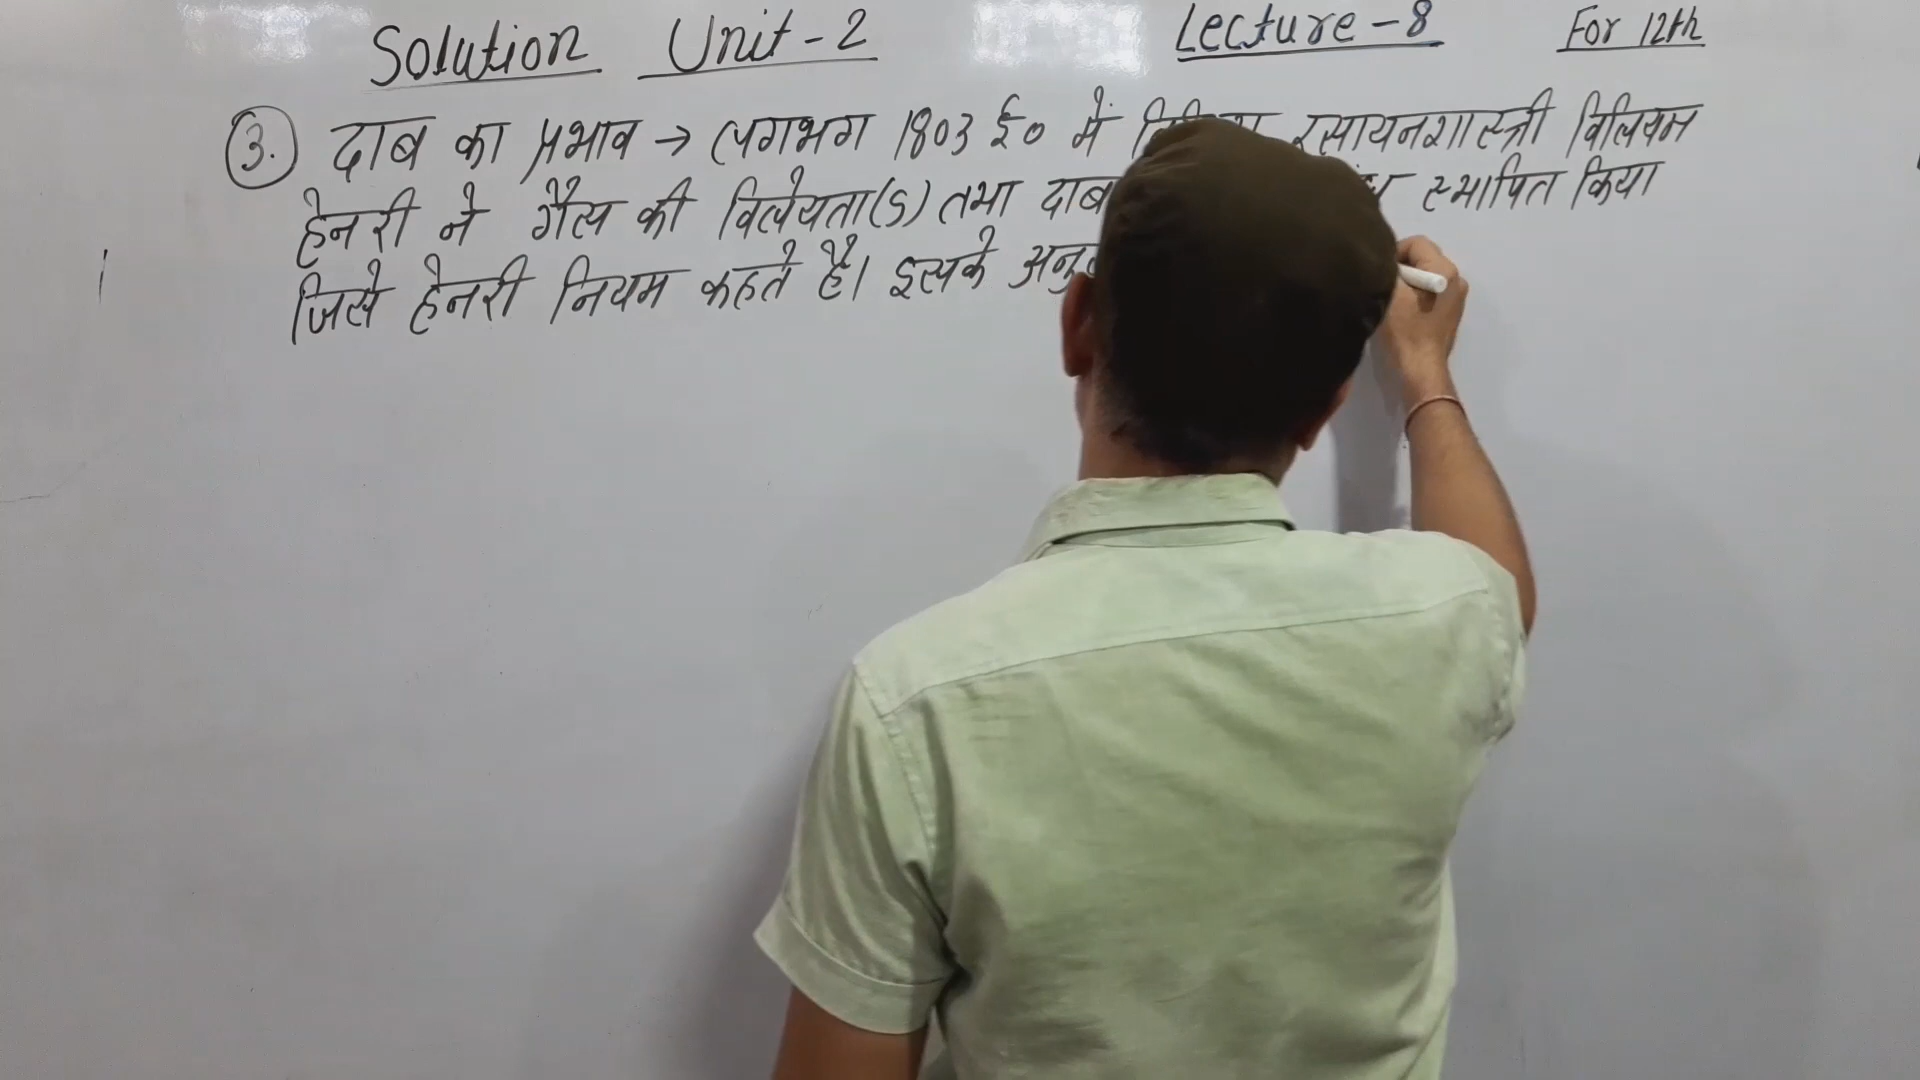 Solution Unit-2 Lecture-8 For 12th
3. दाब का प्रभाव → लगभग 1803 ई० में रसायनशास्त्री विलियम
हेनरी ने गैस की विलेयता(S) तथा दाब स्थापित किया
जिसे हेनरी नियम कहते है। इसके